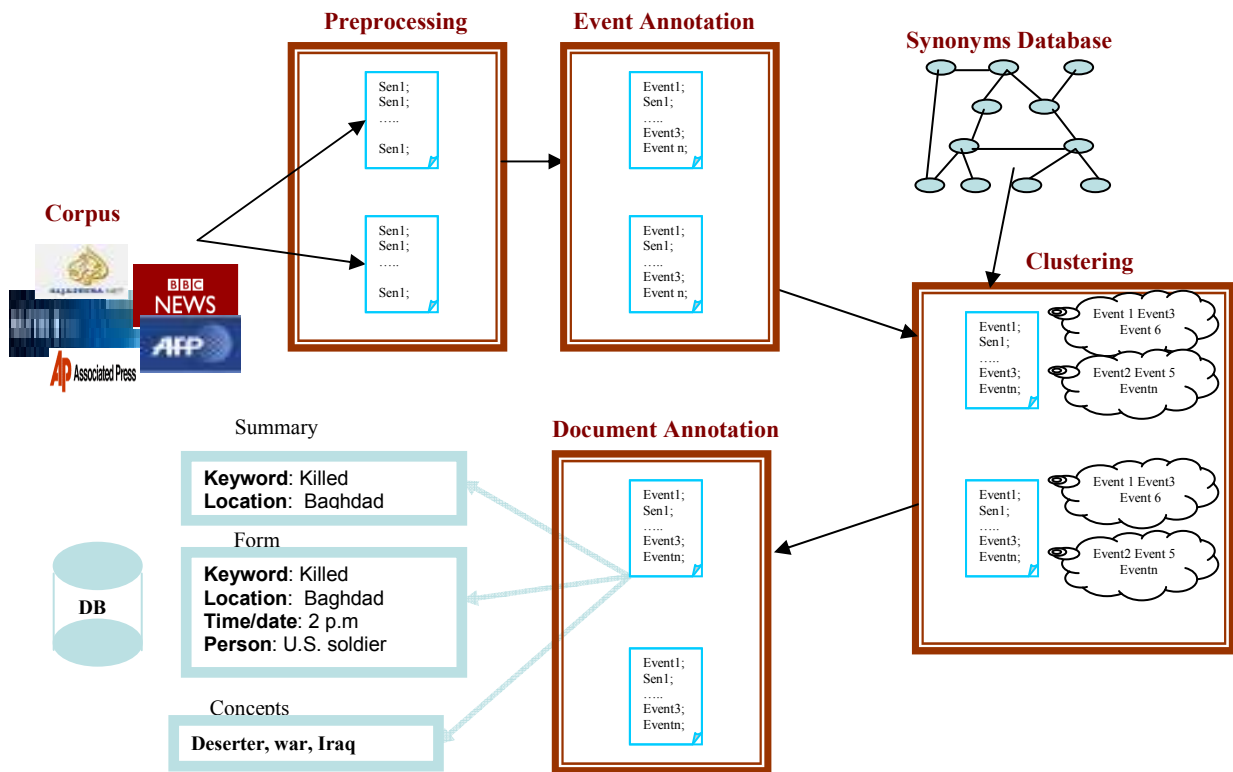 Preprocessing
Event Annotation
Synonyms Database
Sen1;
Sen1;
…..
Sen1;
Sen1;
Sen1;
…..
Sen1;
Event1;
Sen1;
…..
Event3;
Event n;
Event1;
Sen1;
…..
Event3;
Event n;
Corpus
BBC
NEWS
AFP
AP Associated Press
Clustering
Event1;
Sen1;
…..
Event3;
Eventn;
Event 1 Event3
Event 6
Event2 Event 5
Eventn
Event1;
Sen1;
…..
Event3;
Eventn;
Event 1 Event3
Event 6
Event2 Event 5
Eventn
Document Annotation
Event1;
Sen1;
…..
Event3;
Eventn;
Event1;
Sen1;
…..
Event3;
Eventn;
Summary
Keyword: Killed
Location: Baghdad
Form
Keyword: Killed
Location: Baghdad
Time/date: 2 p.m
Person: U.S. soldier
DB
Concepts
Deserter, war, Iraq